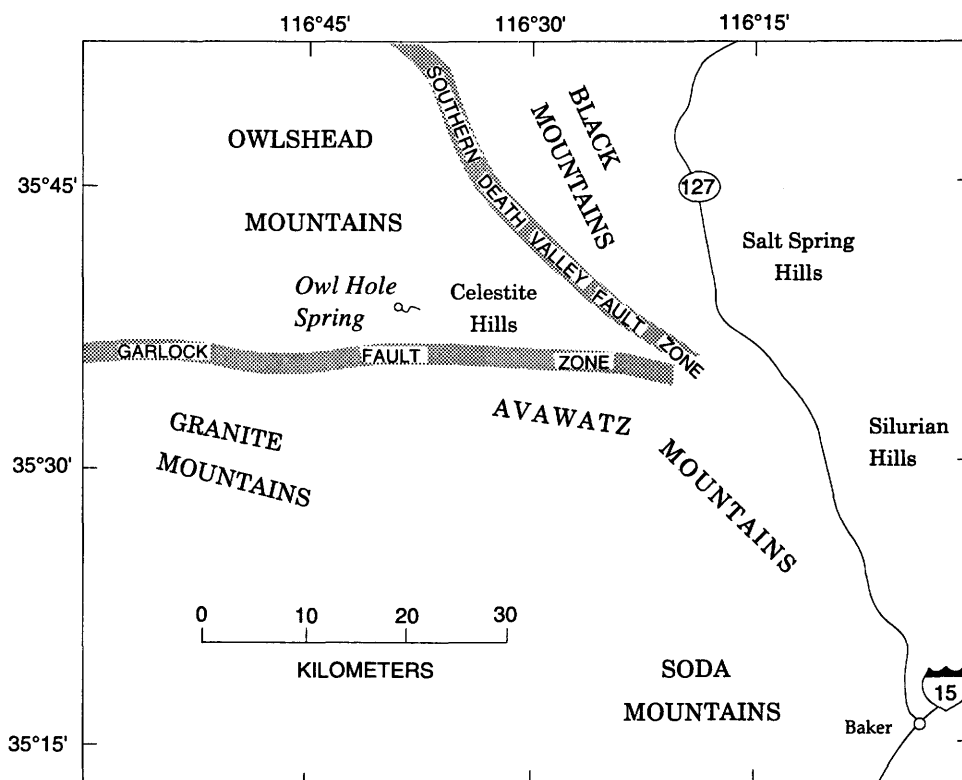 116°45' 116°30' 116°15'
SOUTHERN DEATH VALLEY FAULT ZONE
BLACK
MOUNTAINS
OWLSHEAD
MOUNTAINS
35°45'
127
Salt Spring
Hills
Owl Hole
Spring
Celestite
Hills
GARLOCK FAULT ZONE
AVAWATZ
MOUNTAINS
GRANITE
MOUNTAINS
Silurian
Hills
35°30'
0 10 20 30
KILOMETERS
SODA
MOUNTAINS
15
Baker
35°15'